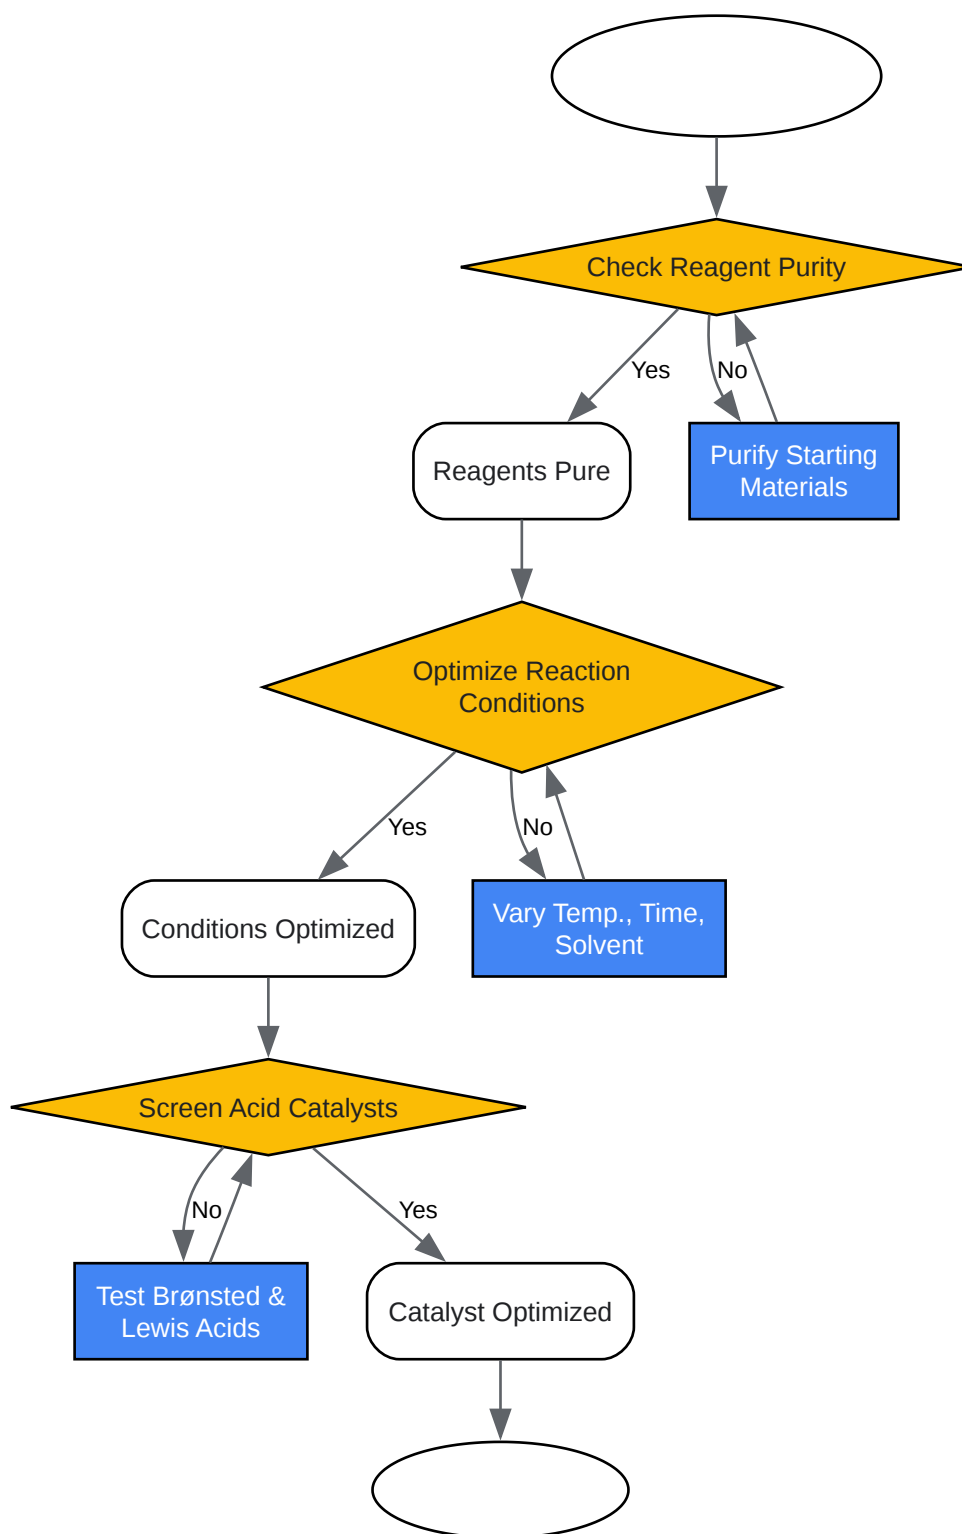 Check Reagent Purity
Yes
No
Reagents Pure
Purify Starting
Materials
Optimize Reaction
Conditions
Yes
No
Conditions Optimized
Vary Temp., Time,
Solvent
Screen Acid Catalysts
No
Yes
Test Brønsted &
Lewis Acids
Catalyst Optimized